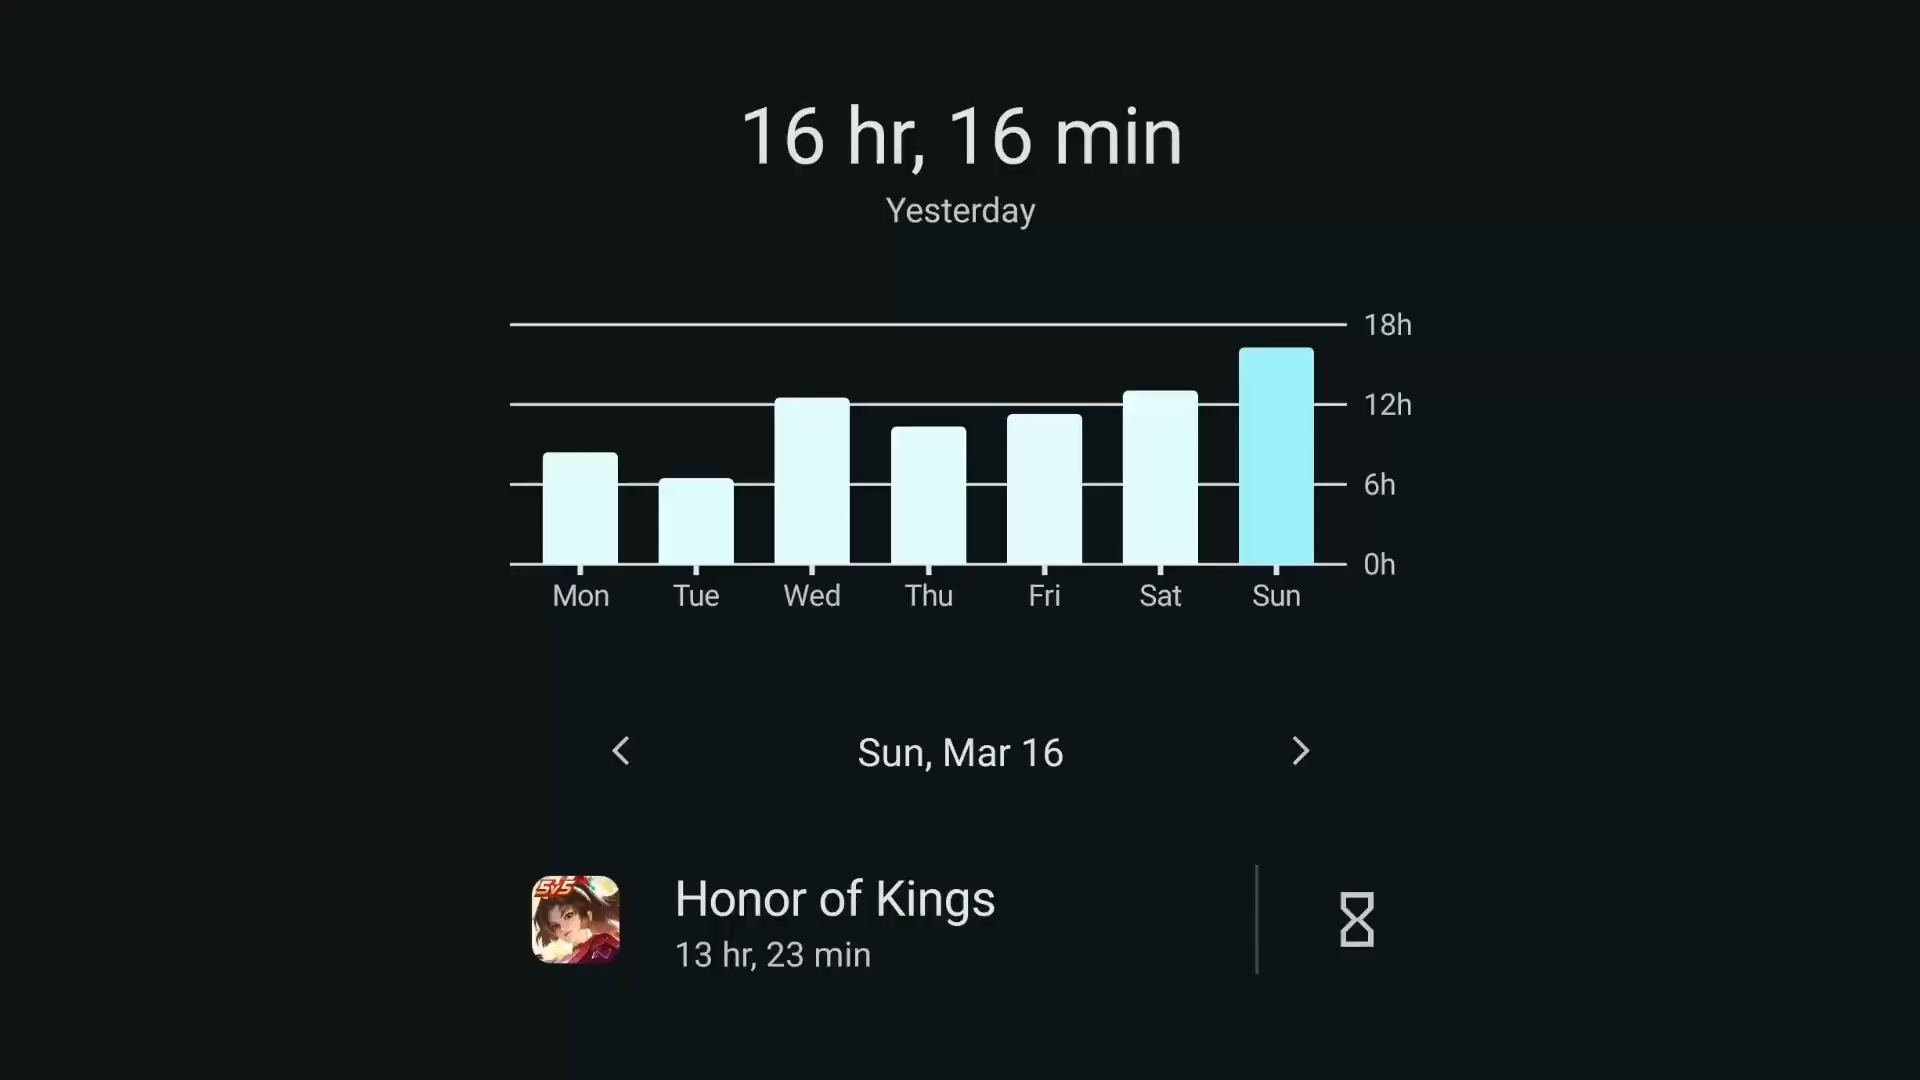 16 hr, 16 min
Yesterday
18h
12h
6h
0h
Mon Tue Wed Thu Fri Sat Sun
Sun, Mar 16
5v5
Honor of Kings
13 hr, 23 min